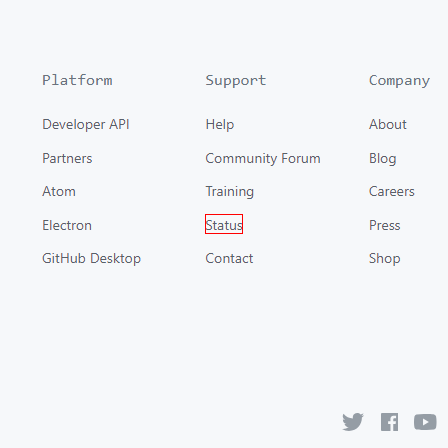 Platform
Developer API
Partners
Atom
Electron
GitHub Desktop
Support
Help
Community Forum
Training
Status
Contact
Company
About
Blog
Careers
Press
Shop